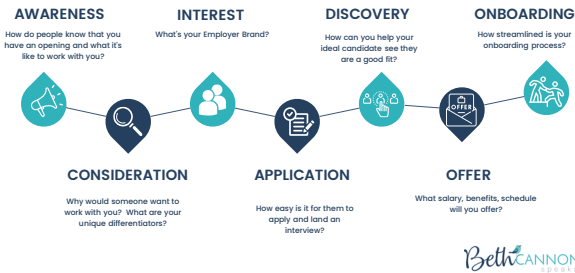 AWARENESS
How do people know that you
have an opening and what it's
like to work with you?
INTEREST
What's your Employer Brand?
DISCOVERY
How can you help your
ideal candidate see they
are a good fit?
ONBOARDING
How streamlined is your
onboarding process?
OFFER
CONSIDERATION
Why would someone want to
work with you? What are your
unique differentiators?
APPLICATION
How easy is it for them to
apply and land an
interview?
OFFER
What salary, benefits, schedule
will you offer?
Beth CANNON
speaki